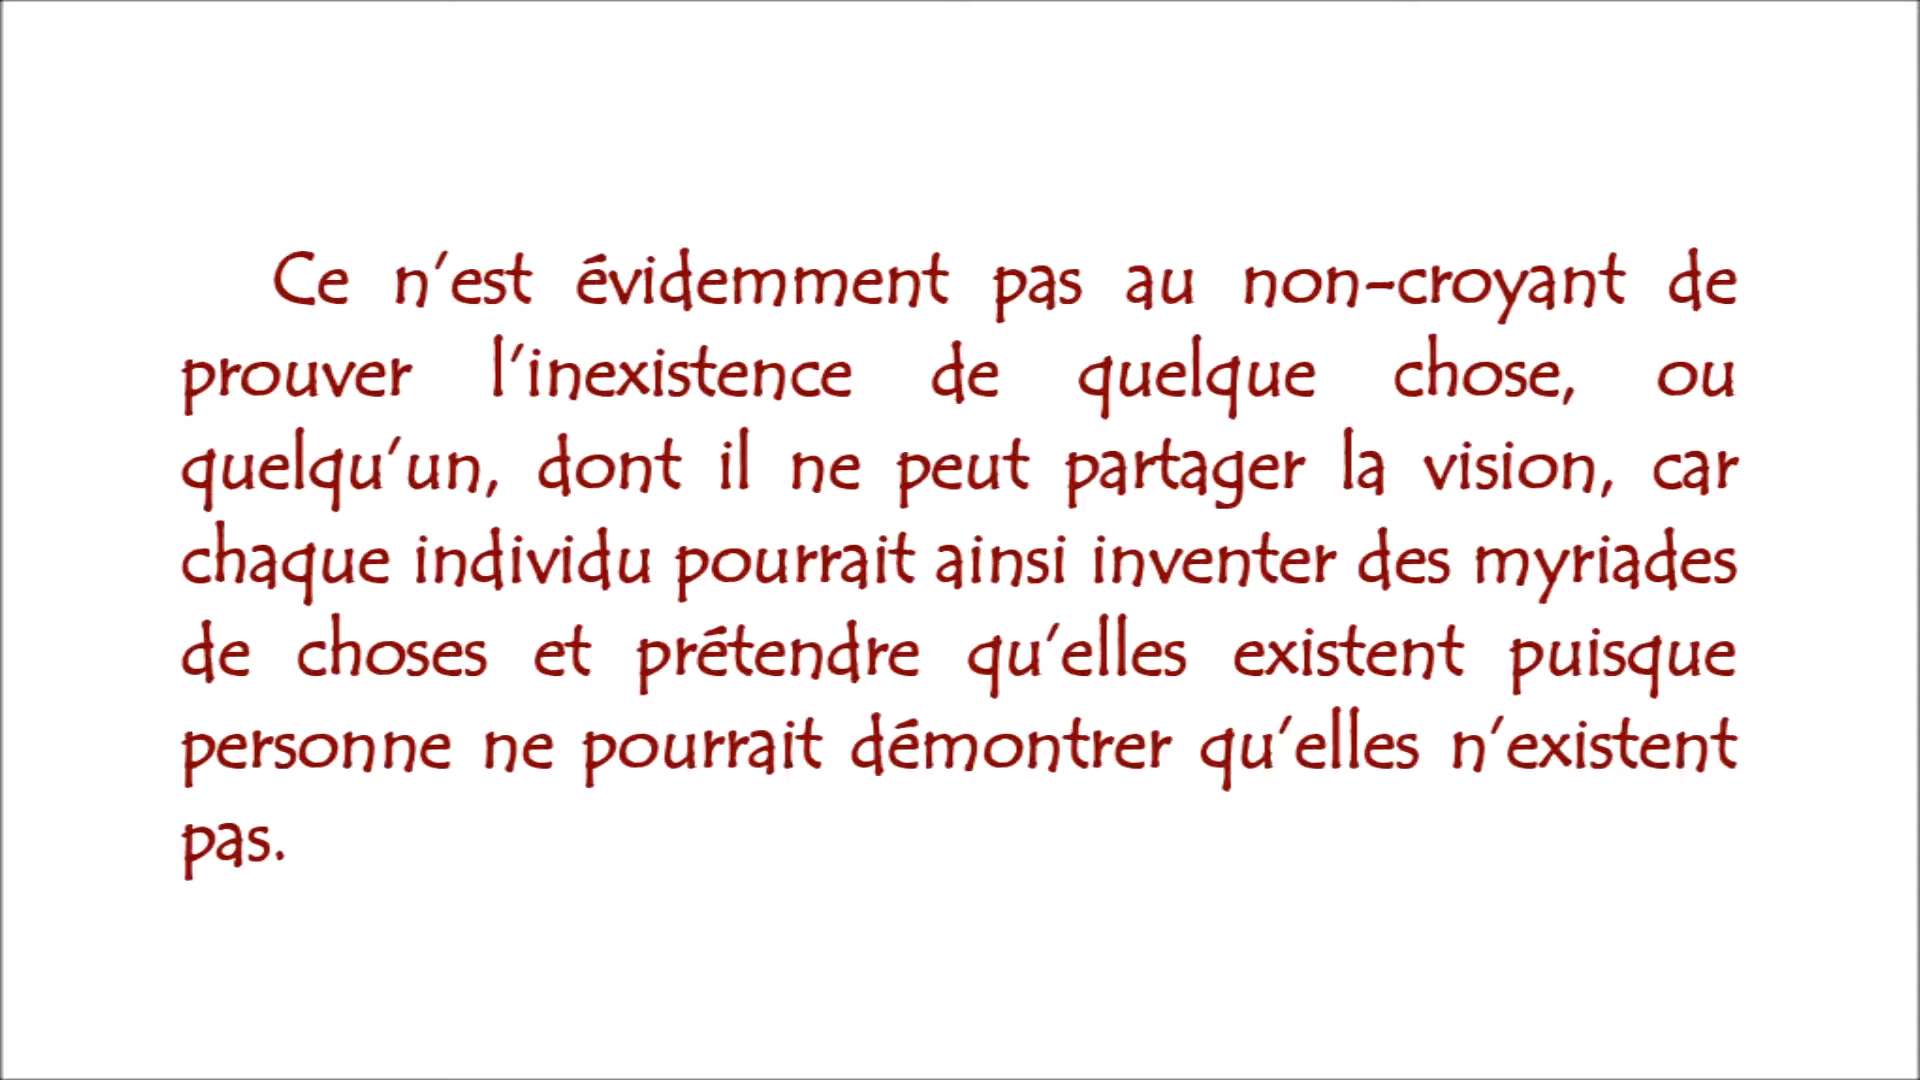 Ce n'est évidemment pas au non-croyant de
prouver l'inexistence de quelque chose, ou
quelqu'un, dont il ne peut partager la vision, car
chaque individu pourrait ainsi inventer des myriades
de choses et prétendre qu'elles existent puisque
personne ne pourrait démontrer qu'elles n'existent
pas.